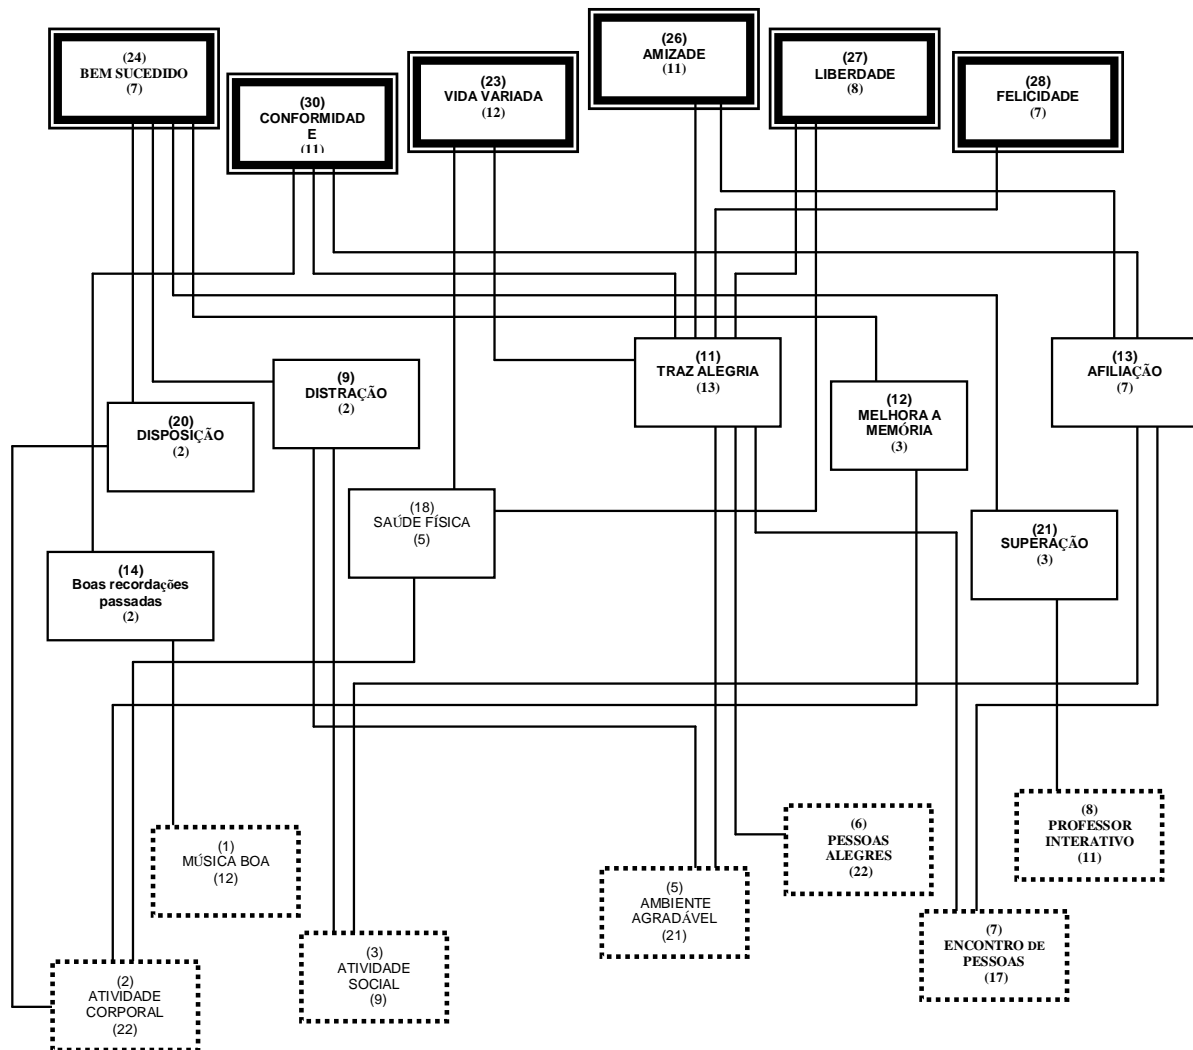 (24)
BEM SUCEDIDO
(7)
(30)
CONFORMIDAD
E
(11)
(23)
VIDA VARIADA
(12)
(26)
AMIZADE
(11)
(27)
LIBERDADE
(8)
(28)
FELICIDADE
(7)
(20)
DISPOSIÇÃO
(2)
(9)
DISTRAÇÃO
(2)
(11)
TRAZ ALEGRIA
(13)
(12)
MELHORA A
MEMÓRIA
(3)
(13)
AFILIAÇÃO
(7)
(14)
Boas recordações
passadas
(2)
(18)
SAÚDE FÍSICA
(5)
(21)
SUPERAÇÃO
(3)
(1)
MÚSICA BOA
(12)
(5)
AMBIENTE
AGRADÁVEL
(21)
(6)
PESSOAS
ALEGRES
(22)
(8)
PROFESSOR
INTERATIVO
(11)
(2)
ATIVIDADE
CORPORAL
(22)
(3)
ATIVIDADE
SOCIAL
(9)
(7)
ENCONTRO DE
PESSOAS
(17)